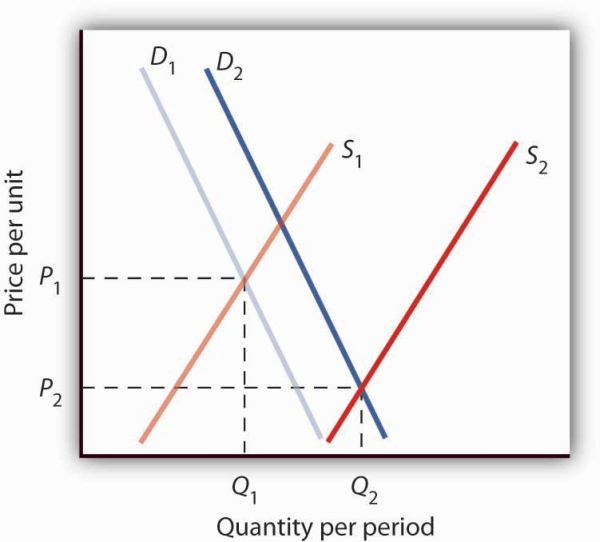 D1
D2
S1
S2
Price per unit
P1
P2
Q1
Q2
Quantity per period